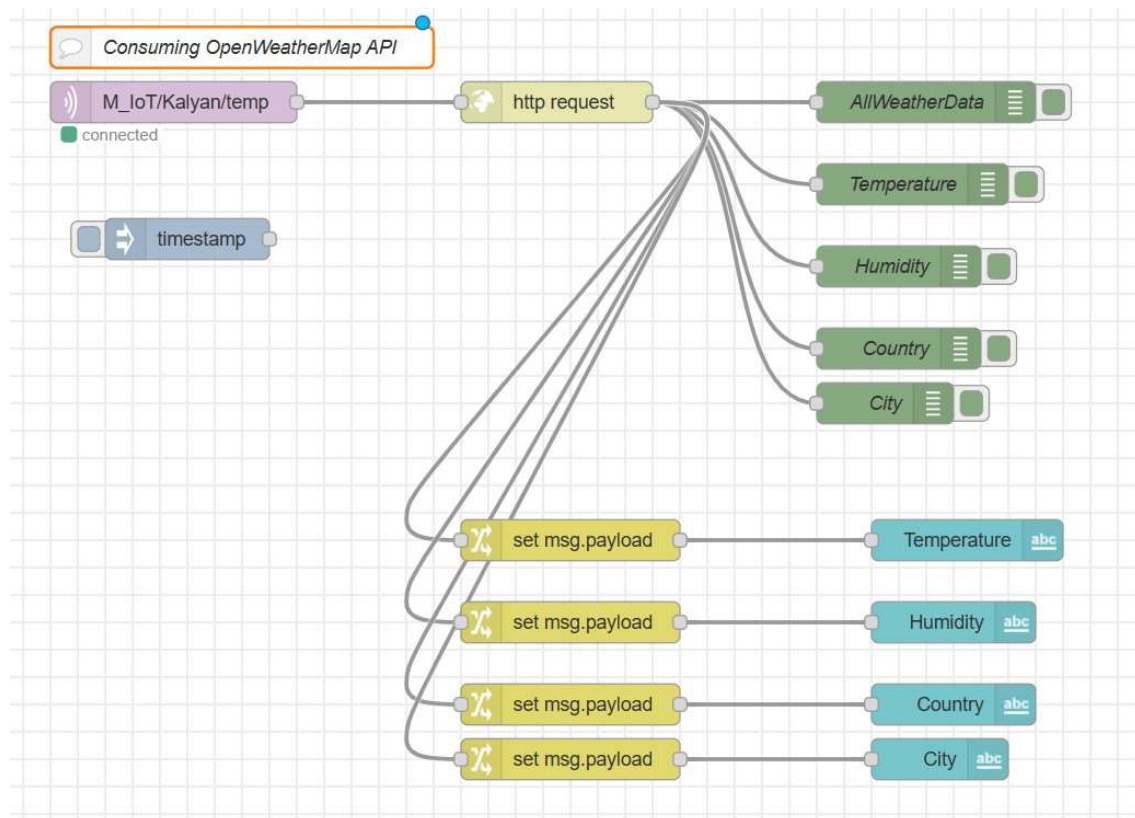 Consuming OpenWeatherMap API
M_IoT/Kalyan/temp
http request
AllWeatherData
connected
Temperature
timestamp
Humidity
Country
City
set msg.payload
Temperature
abc
set msg.payload
Humidity
abc
set msg.payload
Country
abc
set msg.payload
City
abc